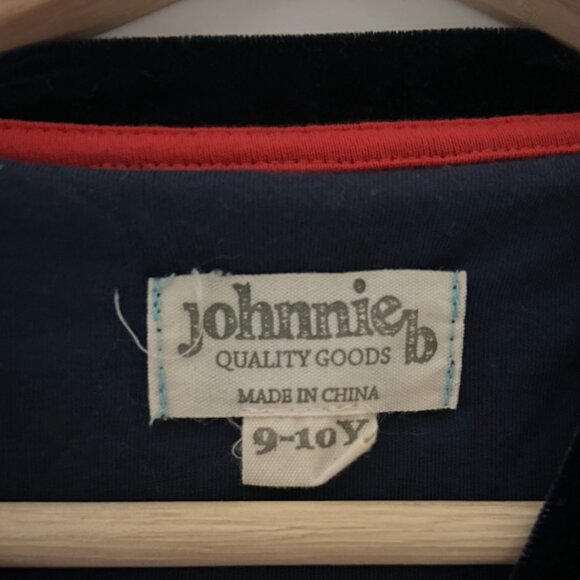 johnnie b
QUALITY GOODS
MADE IN CHINA
9-10Y